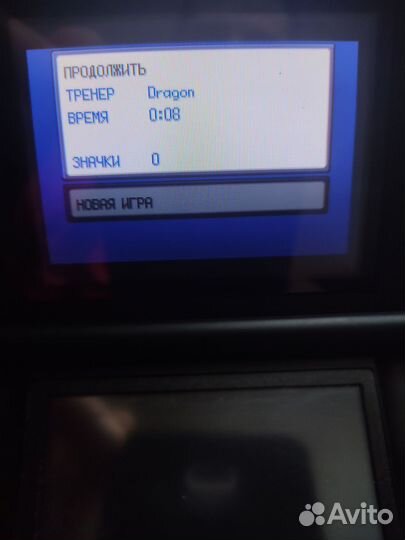 ПРОДОЛЖИТЬ
ТРЕНЕР Dragon
ВРЕМЯ 0:08
ЗНАЧКИ 0
НОВАЯ ИГРА
Avito